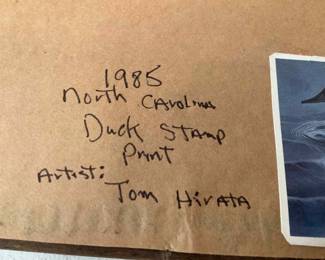 1985
North Carolina
Duck Stamp
Print
Artist:
Tom Hirata